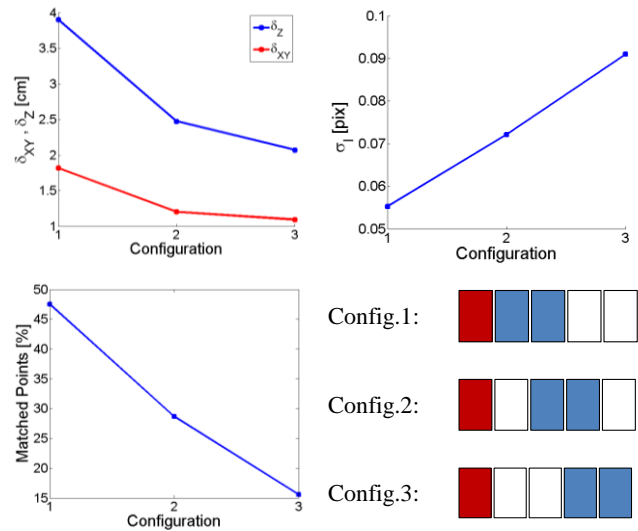 4
3.5
3
2.5
2
1.5
1
δXY , δZ [cm]
δZ
δXY
1
2
3
Configuration
0.1
0.09
0.08
0.07
0.06
0.05
σI [pix]
1
2
3
Configuration
50
45
40
35
30
25
20
15
Matched Points [%]
1
2
3
Configuration
Config.1:
Config.2:
Config.3: